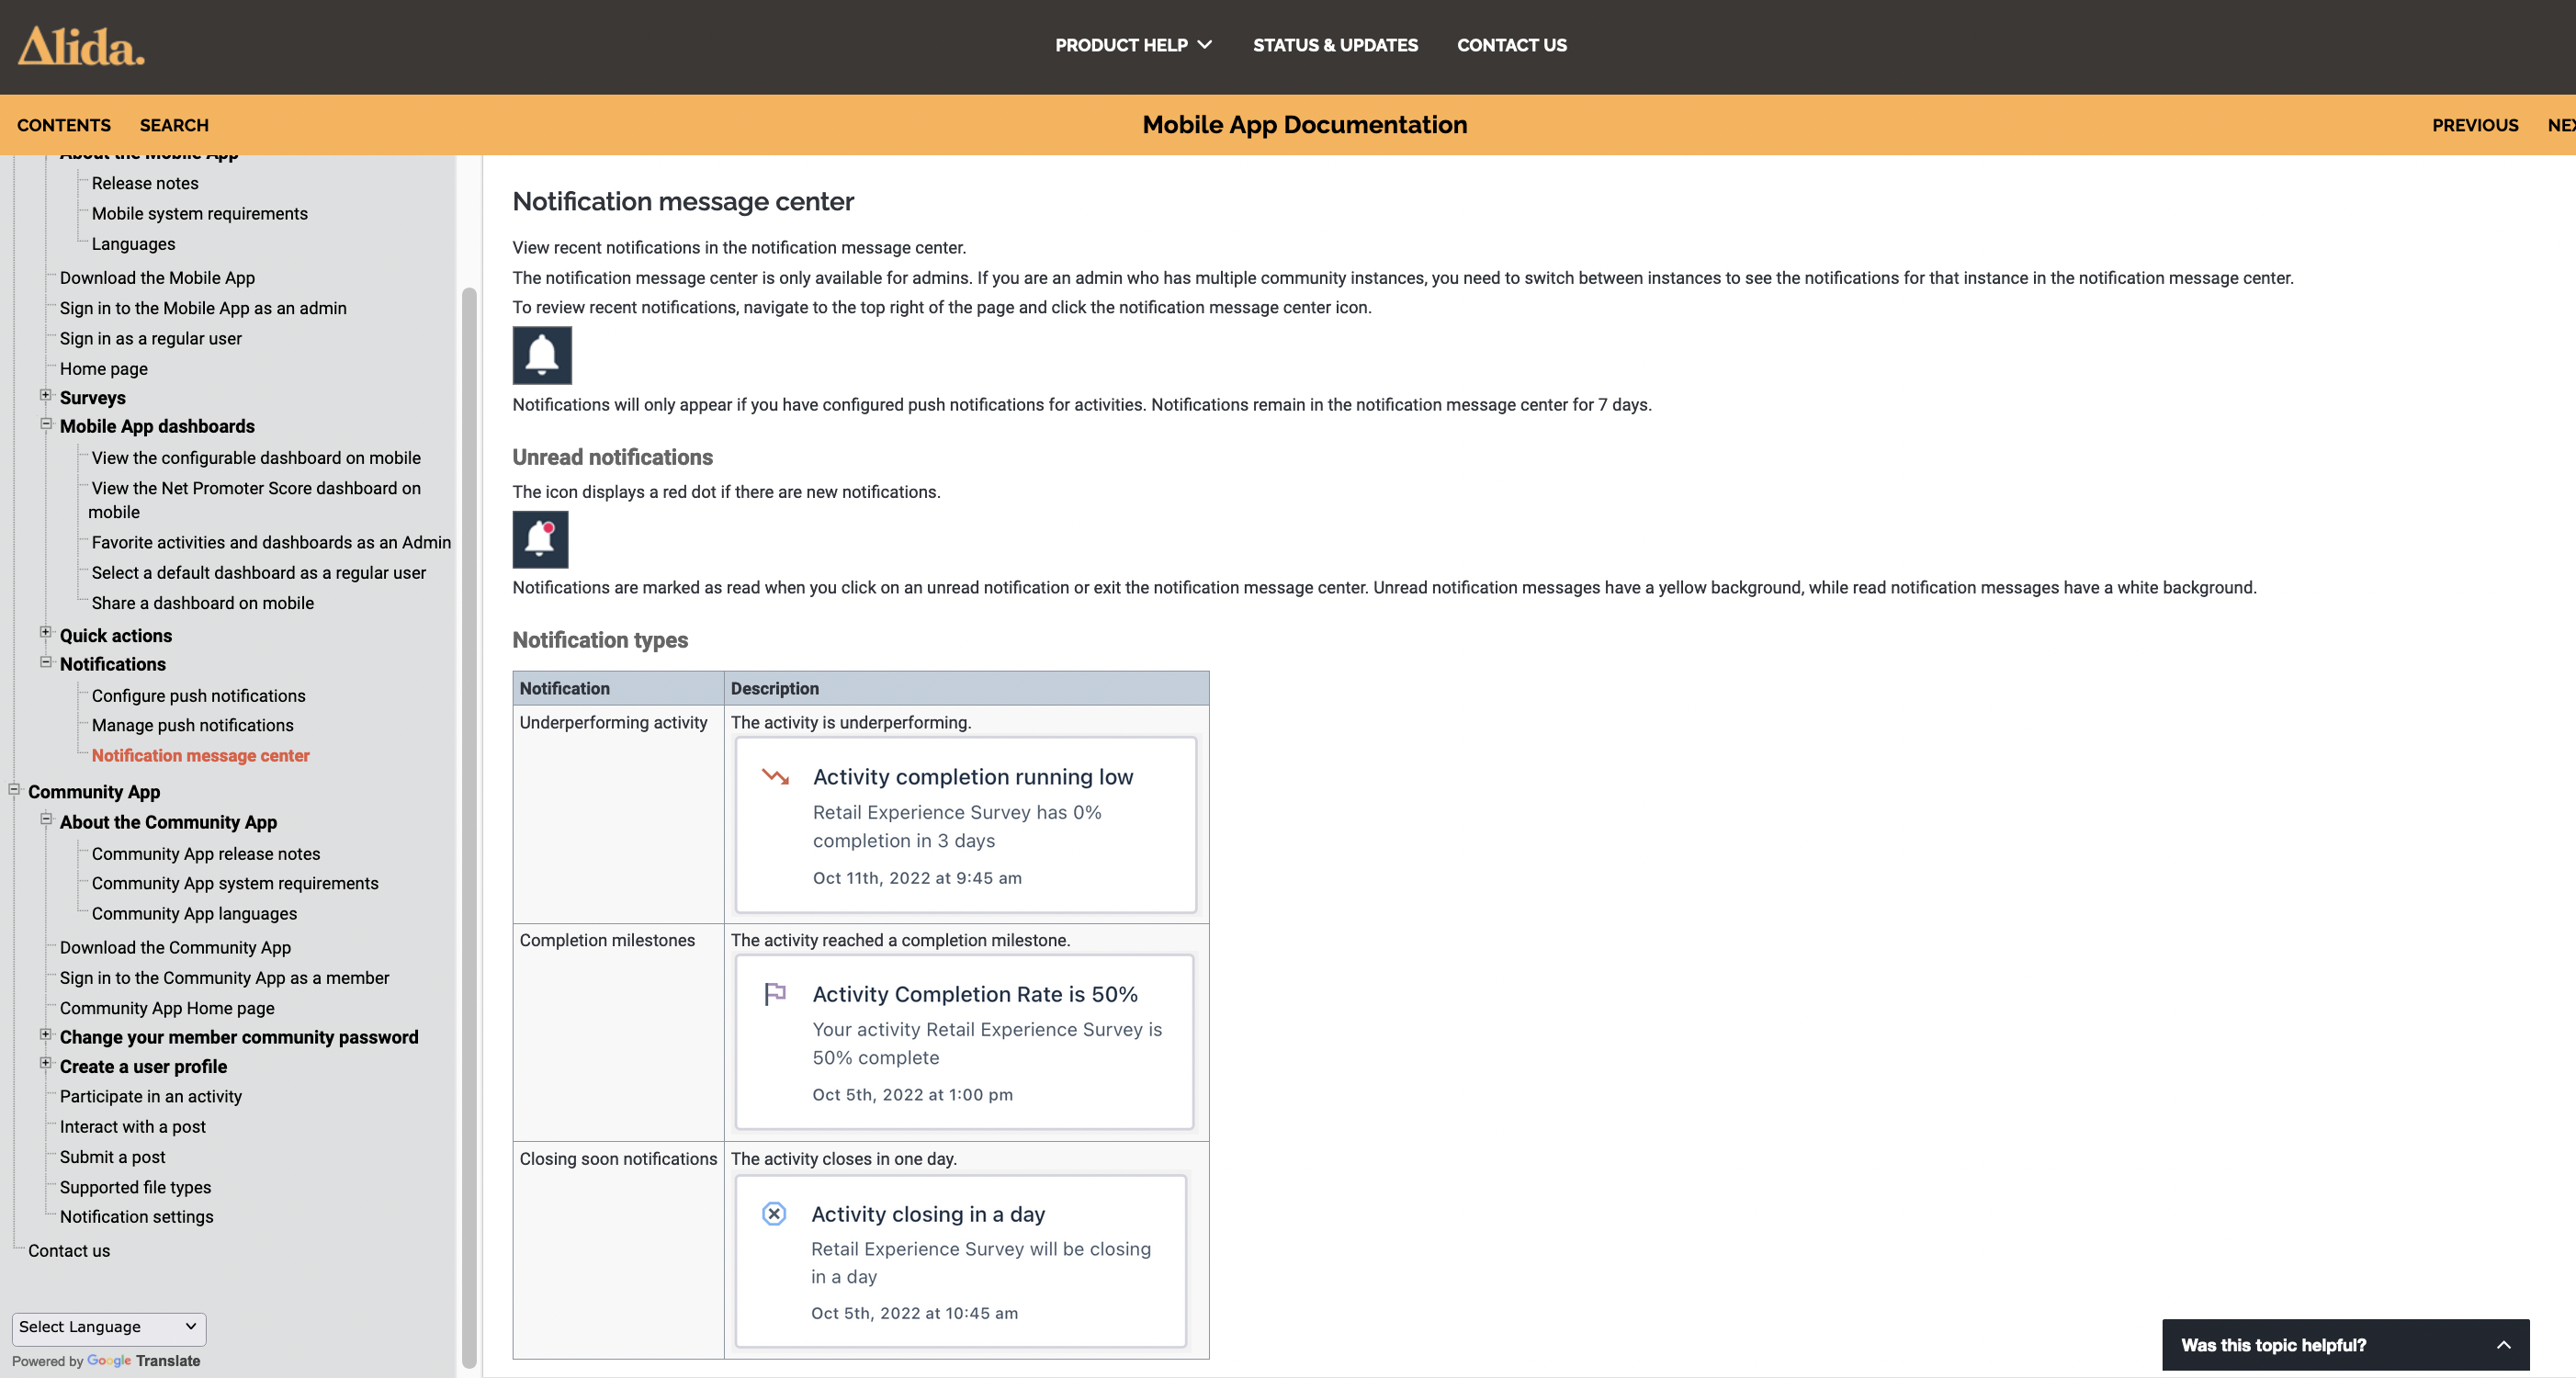 Alida.
PRODUCT HELP
STATUS & UPDATES
CONTACT US
CONTENTS
SEARCH
Mobile App Documentation
PREVIOUS
NEX
About the Mobile App
Release notes
Mobile system requirements
Languages
Download the Mobile App
Sign in to the Mobile App as an admin
Sign in as a regular user
Home page
Surveys
Mobile App dashboards
View the configurable dashboard on mobile
View the Net Promoter Score dashboard on
mobile
Favorite activities and dashboards as an Admin
Select a default dashboard as a regular user
Share a dashboard on mobile
Quick actions
Notifications
Configure push notifications
Manage push notifications
Notification message center
Community App
About the Community App
Community App release notes
Community App system requirements
Community App languages
Download the Community App
Sign in to the Community App as a member
Community App Home page
Change your member community password
Create a user profile
Participate in an activity
Interact with a post
Submit a post
Supported file types
Notification settings
Contact us
Select Language
Powered by Google Translate
Notification message center
View recent notifications in the notification message center.
The notification message center is only available for admins. If you are an admin who has multiple community instances, you need to switch between instances to see the notifications for that instance in the notification message center.
To review recent notifications, navigate to the top right of the page and click the notification message center icon.
Notifications will only appear if you have configured push notifications for activities. Notifications remain in the notification message center for 7 days.
Unread notifications
The icon displays a red dot if there are new notifications.
Notifications are marked as read when you click on an unread notification or exit the notification message center. Unread notification messages have a yellow background, while read notification messages have a white background.
Notification types
Notification
Description
Underperforming activity
The activity is underperforming.
Activity completion running low
Retail Experience Survey has 0%
completion in 3 days
Oct 11th, 2022 at 9:45 am
Completion milestones
The activity reached a completion milestone.
Activity Completion Rate is 50%
Your activity Retail Experience Survey is
50% complete
Oct 5th, 2022 at 1:00 pm
Closing soon notifications
The activity closes in one day.
Activity closing in a day
Retail Experience Survey will be closing
in a day
Oct 5th, 2022 at 10:45 am
Was this topic helpful?